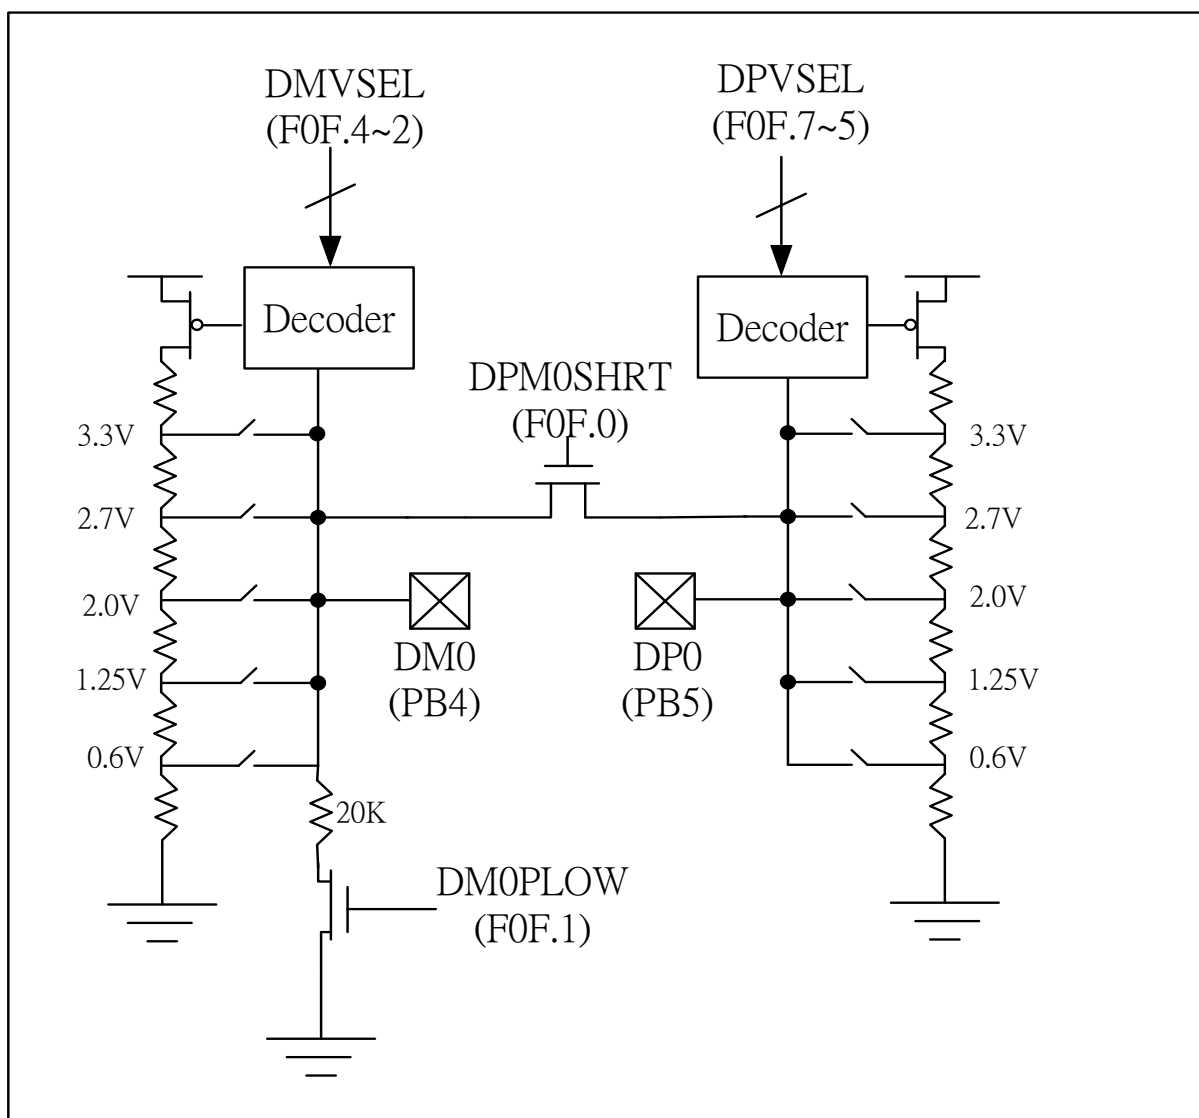 DMVSEL
(F0F.4~2)
DPVSEL
(F0F.7~5)
Decoder
Decoder
DPM0SHRT
(F0F.0)
3.3V
3.3V
2.7V
2.7V
2.0V
2.0V
DM0
(PB4)
DP0
(PB5)
1.25V
1.25V
0.6V
0.6V
20K
DM0PLOW
(F0F.1)